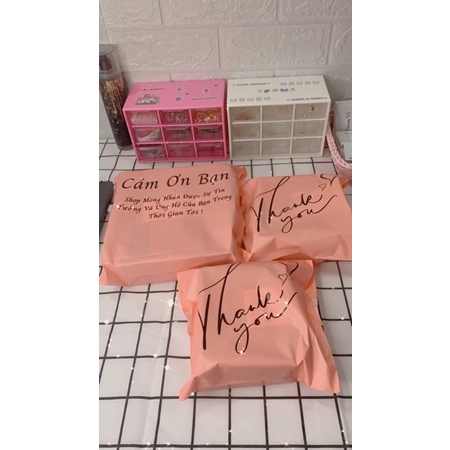 Cám Ơn Bạn
Shop Mong Nhận Được Sự Tin
Tưởng Và Ủng Hộ Của Bạn Trong
Thời Gian Tới !
Thank
you
Thank
you